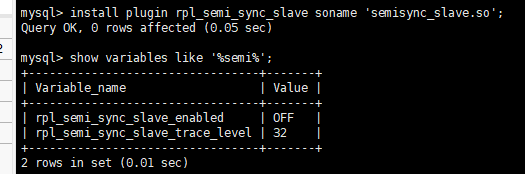 mysql> install plugin rpl_semi_sync_slave soname 'semisync_slave.so';
Query OK, 0 rows affected (0.05 sec)
2
mysql> show variables like '%semi%';
+---------------------------------+-------+
| Variable_name                   | Value |
+---------------------------------+-------+
| rpl_semi_sync_slave_enabled     | OFF   |
| rpl_semi_sync_slave_trace_level | 32    |
+---------------------------------+-------+
2 rows in set (0.01 sec)